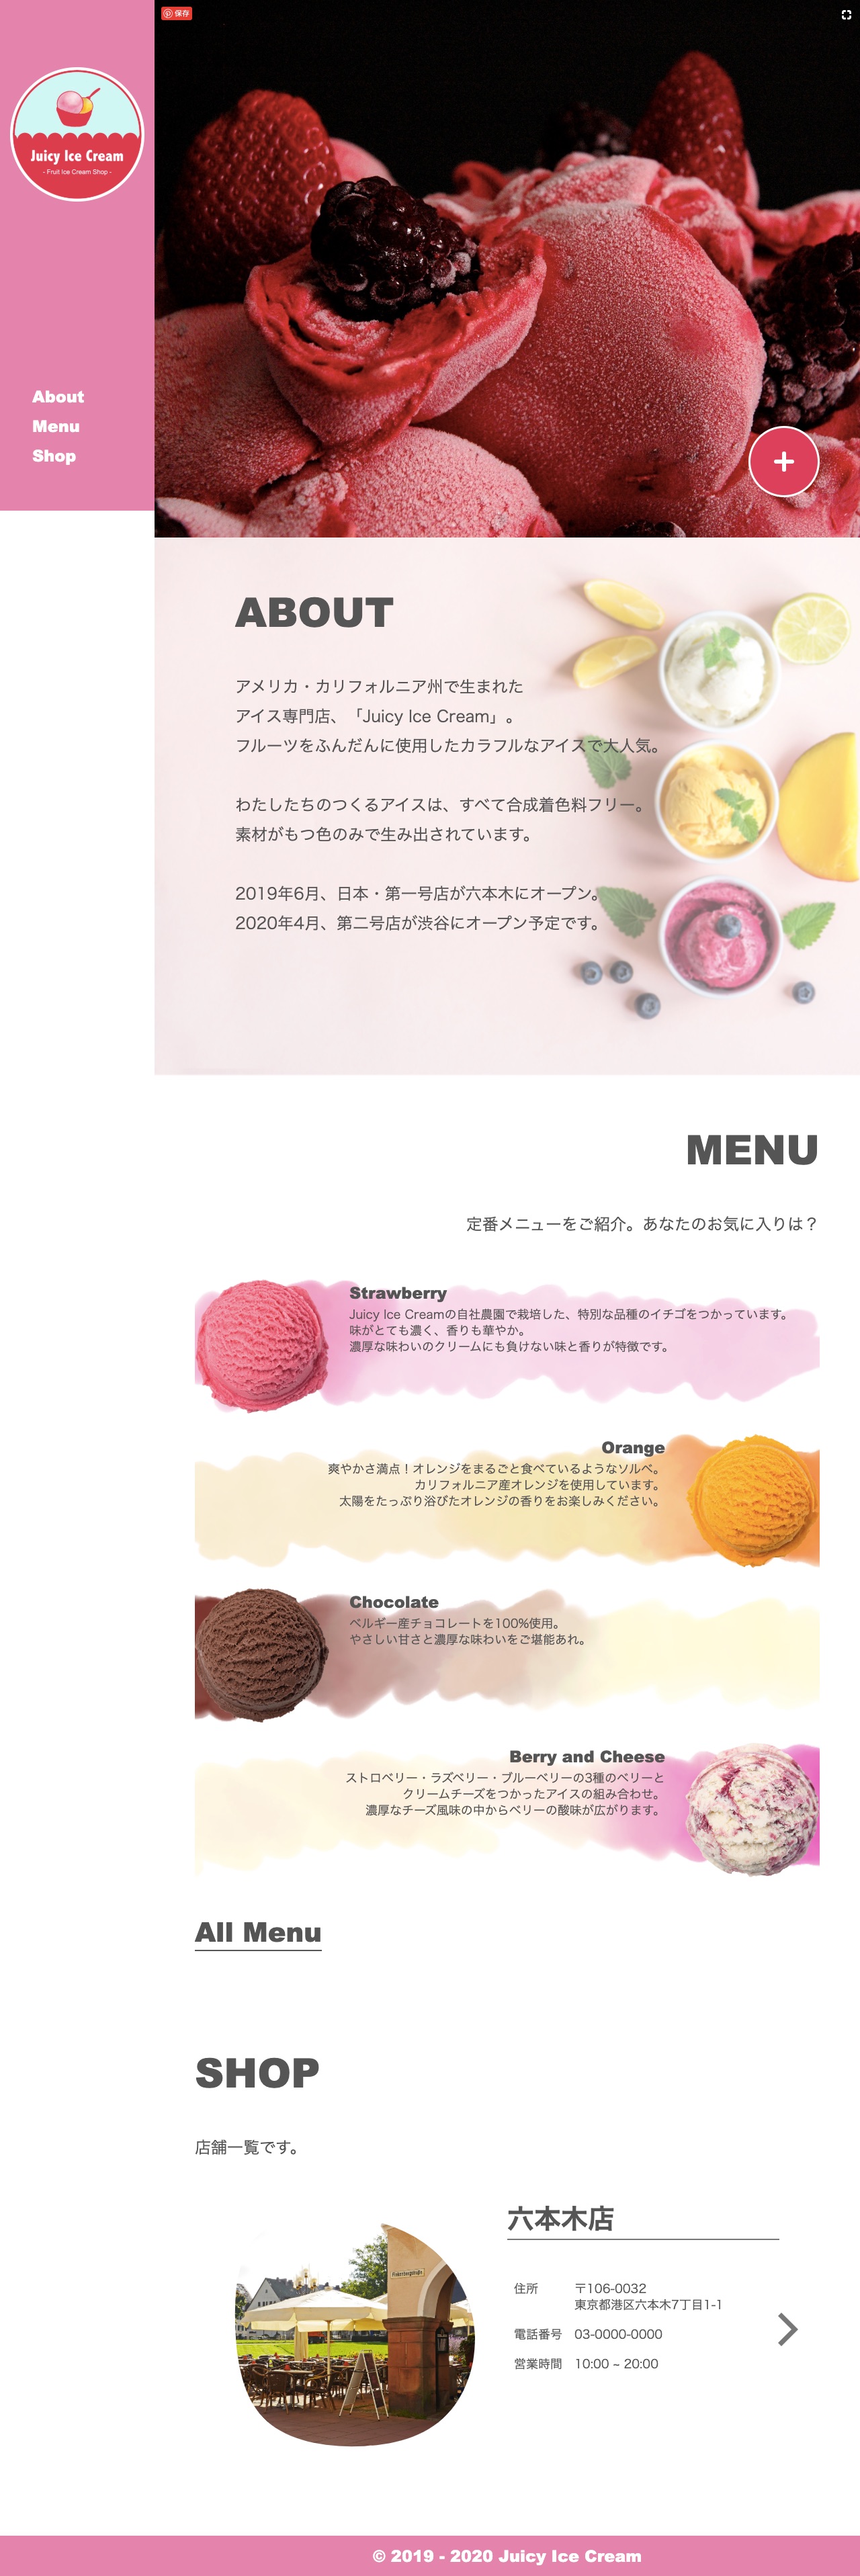 保存
Juicy Ice Cream
- Fruit Ice Cream Shop -
About
Menu
Shop
ABOUT
アメリカ・カリフォルニア州で生まれた
アイス専門店、「Juicy Ice Cream」。
フルーツをふんだんに使用したカラフルなアイスで大人気。
わたしたちのつくるアイスは、すべて合成着色料フリー。
素材がもつ色のみで生み出されています。
2019年6月、日本・第一号店が六本木にオープン。
2020年4月、第二号店が渋谷にオープン予定です。
MENU
定番メニューをご紹介。あなたのお気に入りは？
Strawberry
Juicy Ice Creamの自社農園で栽培した、特別な品種のイチゴをつかっています。
味がとても濃く、香りも華やか。
濃厚な味わいのクリームにも負けない味と香りが特徴です。
Orange
爽やかさ満点！オレンジをまるごと食べているようなソルベ。
カリフォルニア産オレンジを使用しています。
太陽をたっぷり浴びたオレンジの香りをお楽しみください。
Chocolate
ベルギー産チョコレートを100%使用。
やさしい甘さと濃厚な味わいをご堪能あれ。
Berry and Cheese
ストロベリー・ラズベリー・ブルーベリーの3種のベリーと
クリームチーズをつかったアイスの組み合わせ。
濃厚なチーズ風味の中からベリーの酸味が広がります。
All Menu
SHOP
店舗一覧です。
六本木店
住所 〒106-0032
東京都港区六本木7丁目1-1
電話番号 03-0000-0000
営業時間 10:00 ~ 20:00
© 2019 - 2020 Juicy Ice Cream